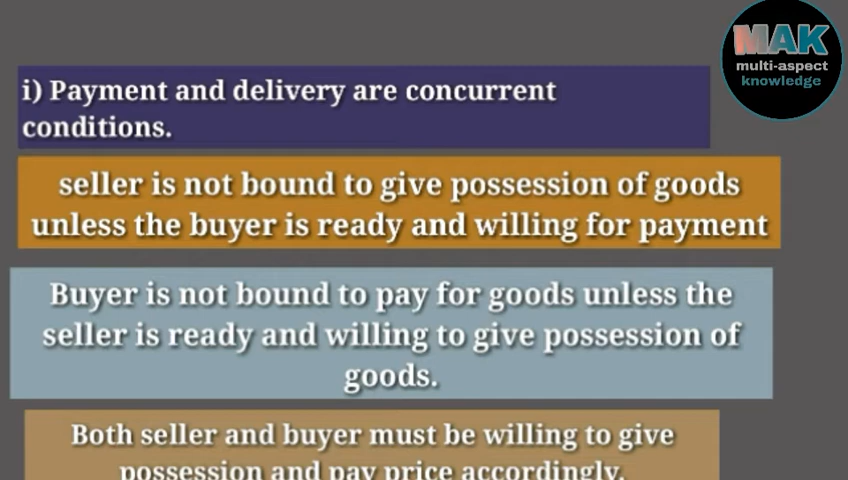 MAK
multi-aspect
knowledge
i) Payment and delivery are concurrent
conditions.
seller is not bound to give possession of goods
unless the buyer is ready and willing for payment
Buyer is not bound to pay for goods unless the
seller is ready and willing to give possession of
goods.
Both seller and buyer must be willing to give
possession and pay price accordingly.